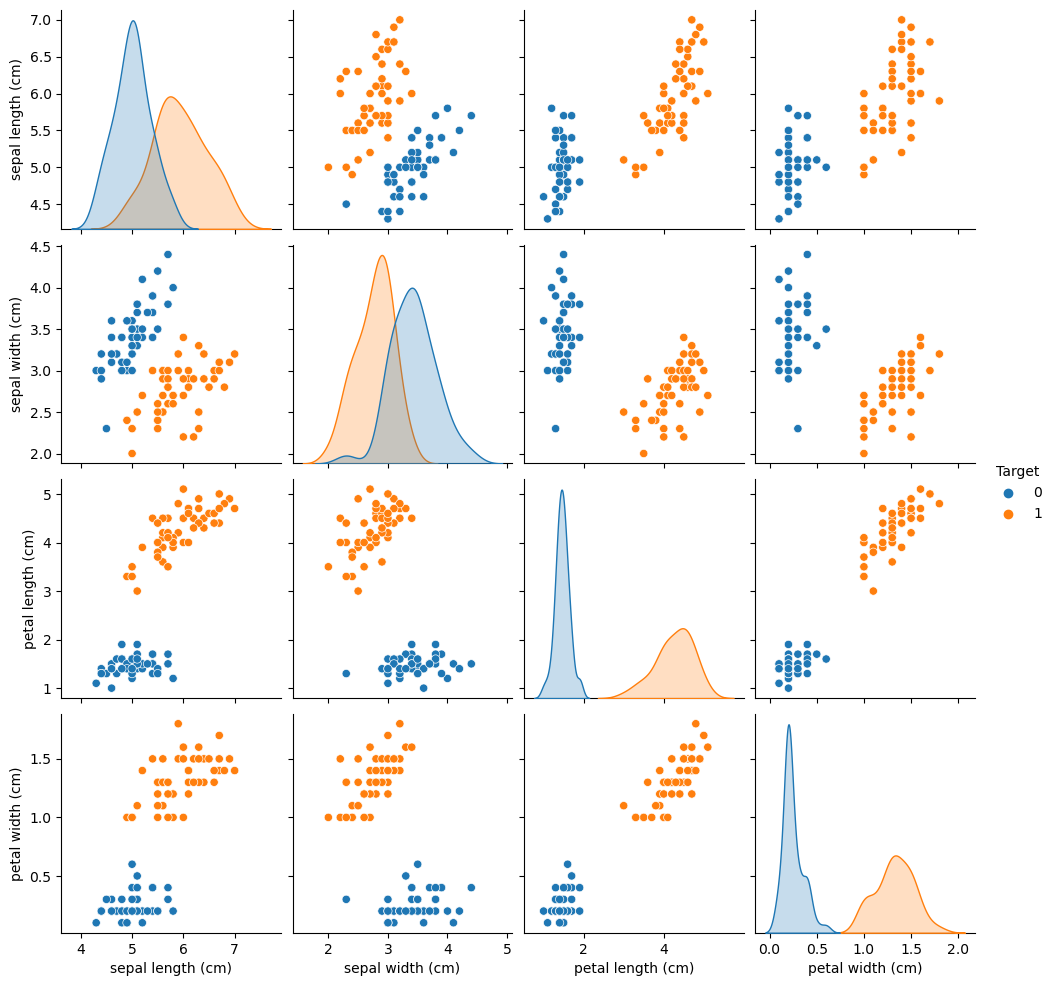 sepal length (cm)
7.0
6.5
6.0
5.5
5.0
4.5
sepal width (cm)
4.5
4.0
3.5
3.0
2.5
2.0
petal length (cm)
5
4
3
2
1
petal width (cm)
1.5
1.0
0.5
4 5 6 7
sepal length (cm)
2 3 4 5
sepal width (cm)
2 4
petal length (cm)
0.0 0.5 1.0 1.5 2.0
petal width (cm)
Target
0
1